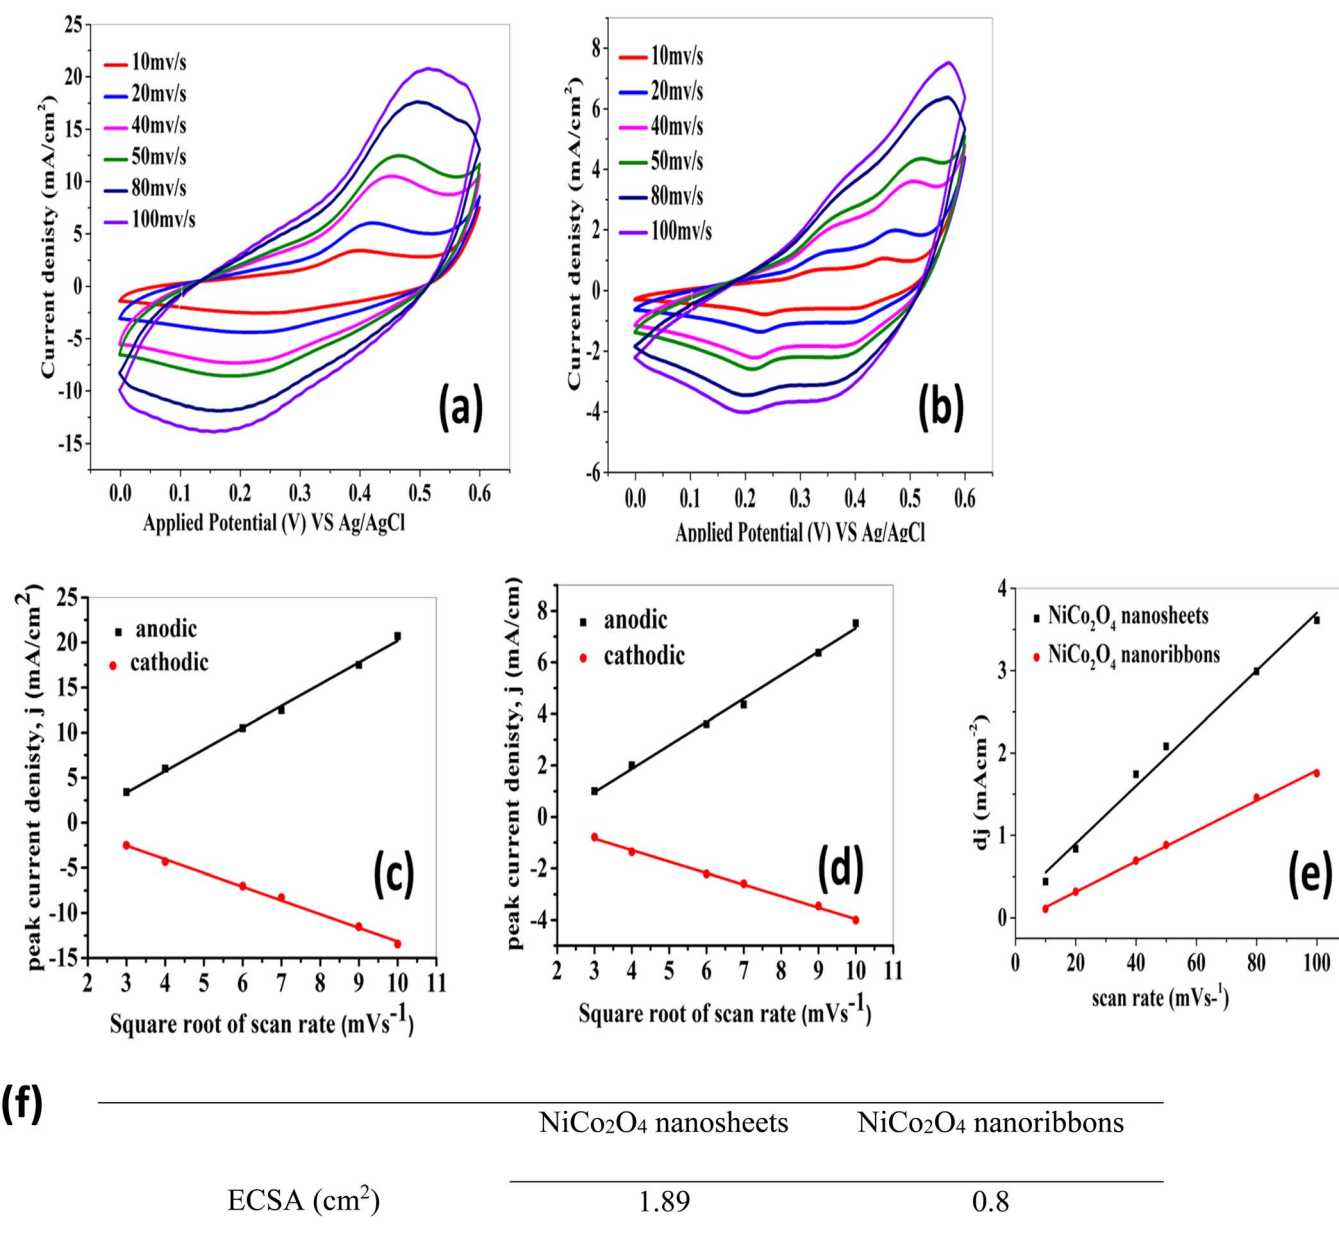 25
20
15
10
5
0
-5
-10
-15
Current denisty (mA/cm2)
10mv/s
20mv/s
40mv/s
50mv/s
80mv/s
100mv/s
(a)
0.0 0.1 0.2 0.3 0.4 0.5 0.6
Applied Potential (V) VS Ag/AgCl
8
6
4
2
0
-2
-4
-6
Current denisty (mA/cm2)
10mv/s
20mv/s
40mv/s
50mv/s
80mv/s
100mv/s
(b)
0.0 0.1 0.2 0.3 0.4 0.5 0.6
Applied Potential (V) VS Ag/AgCl
25
20
15
10
5
0
-5
-10
-15
peak current denisty, j (mA/cm2)
anodic
cathodic
(c)
2 3 4 5 6 7 8 9 10 11
Square root of scan rate (mVs-1)
8
6
4
2
0
-2
-4
peak current denisty, j (mA/cm)
anodic
cathodic
(d)
2 3 4 5 6 7 8 9 10 11
Square root of scan rate (mVs-1)
4
3
2
1
0
dj (mAcm-2)
NiCo2O4 nanosheets
NiCo2O4 nanoribbons
(e)
0 20 40 60 80 100
scan rate (mVs-1)
(f)
NiCo2O4 nanosheets NiCo2O4 nanoribbons
ECSA (cm2) 1.89 0.8